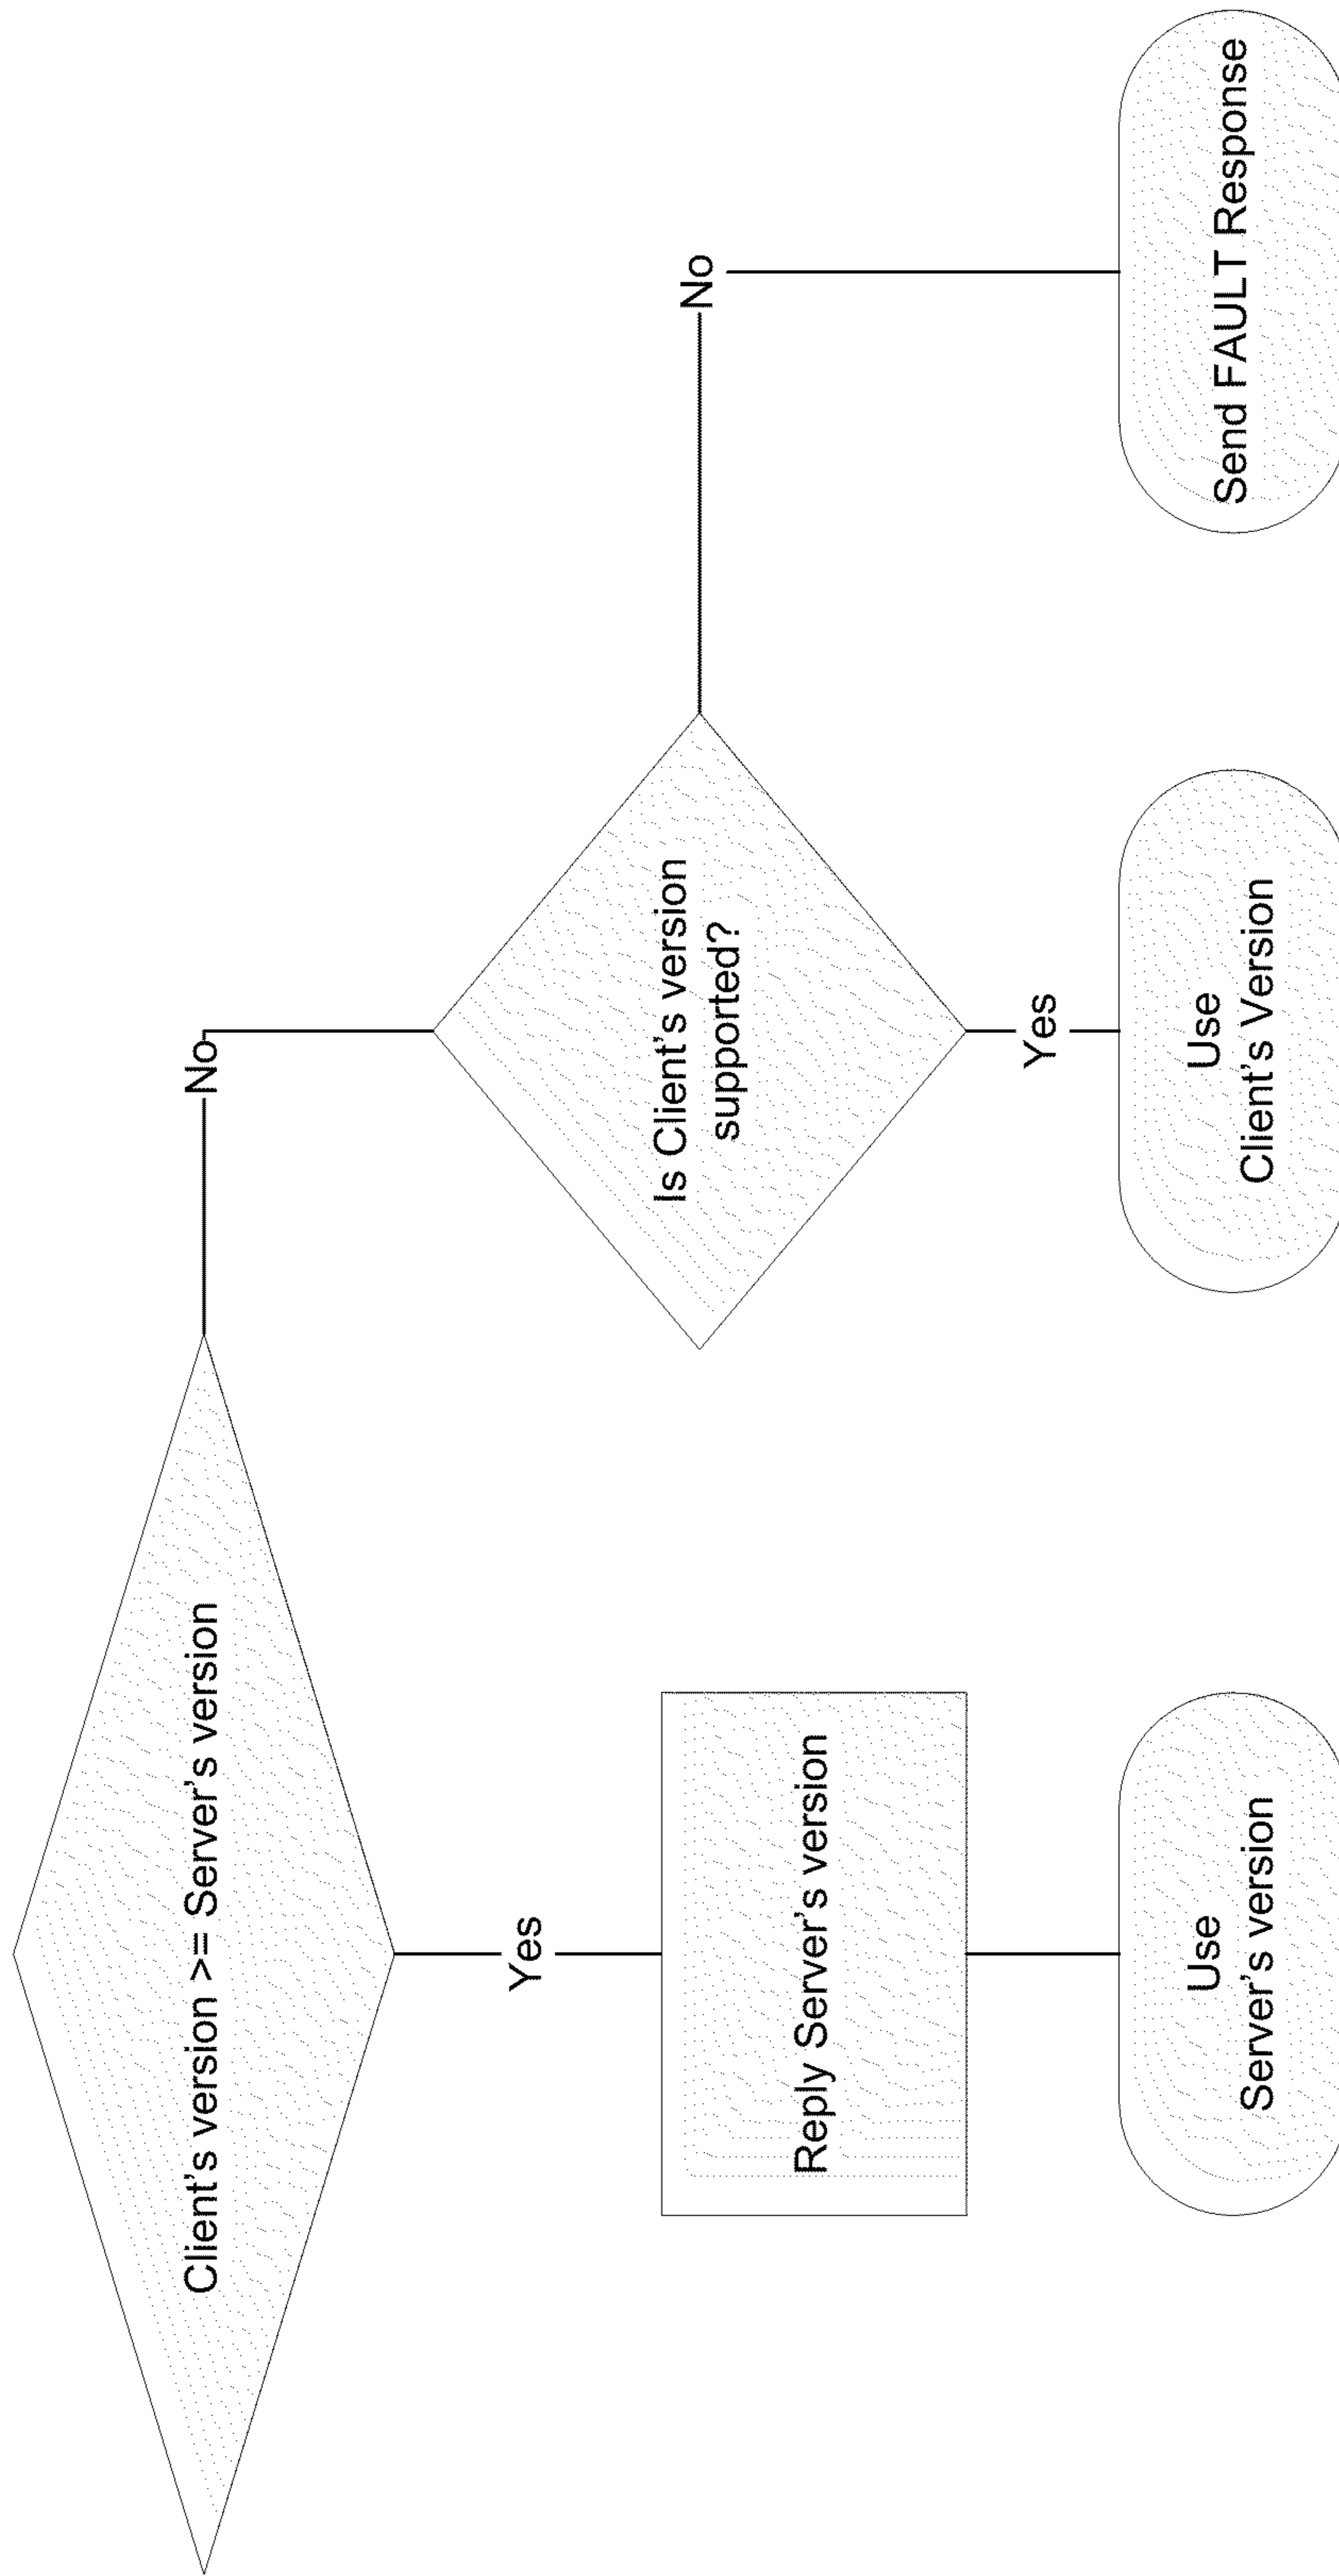 Client's version >= Server's version
No
Yes
Is Client's version
supported?
No
Reply Server's version
Yes
Use
Server's version
Use
Client's Version
Send FAULT Response